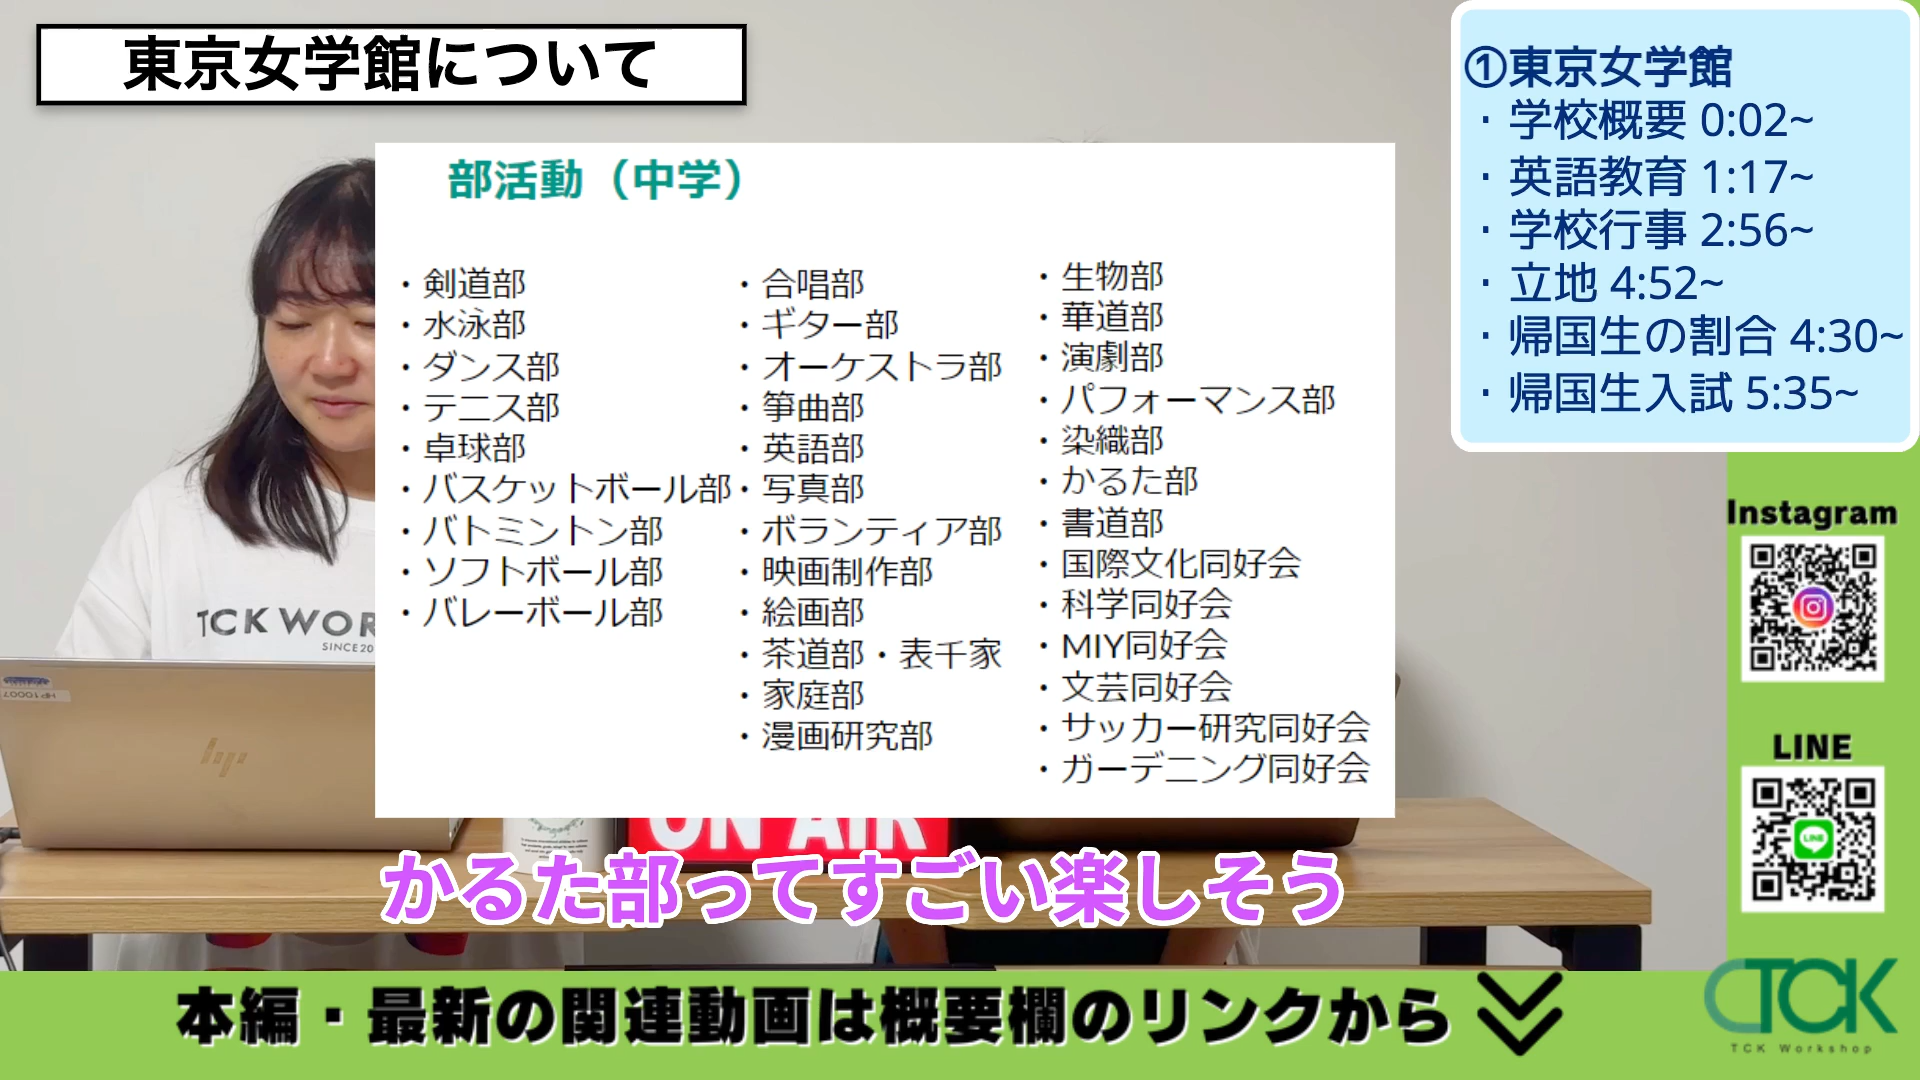 東京女学館について
①東京女学館
・学校概要 0:02~
・英語教育 1:17~
・学校行事 2:56~
・立地 4:52~
・帰国生の割合 4:30~
・帰国生入試 5:35~
部活動（中学）
・剣道部
・水泳部
・ダンス部
・テニス部
・卓球部
・バスケットボール部
・バトミントン部
・ソフトボール部
・バレーボール部
・合唱部
・ギター部
・オーケストラ部
・箏曲部
・英語部
・写真部
・ボランティア部
・映画制作部
・絵画部
・茶道部・表千家
・家庭部
・漫画研究部
・生物部
・華道部
・演劇部
・パフォーマンス部
・染織部
・かるた部
・書道部
・国際文化同好会
・科学同好会
・MIY同好会
・文芸同好会
・サッカー研究同好会
・ガーデニング同好会
TCK WOR
SINCE20
HP10007
hp
ON AIR
かるた部ってすごい楽しそう
Instagram
LINE
LINE
本編・最新の関連動画は概要欄のリンクから
TCK
TCK Workshop